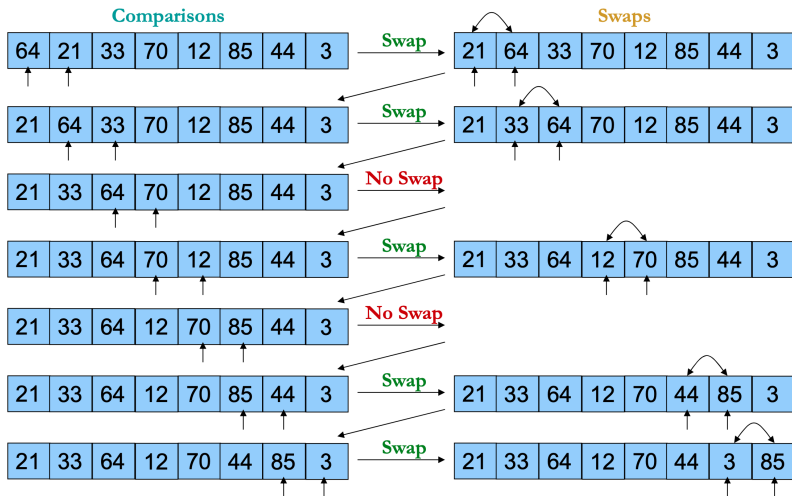 Comparisons Swaps
64 21 33 70 12 85 44 3 Swap 21 64 33 70 12 85 44 3
21 64 33 70 12 85 44 3 Swap 21 33 64 70 12 85 44 3
21 33 64 70 12 85 44 3 No Swap
21 33 64 70 12 85 44 3 Swap 21 33 64 12 70 85 44 3
21 33 64 12 70 85 44 3 No Swap
21 33 64 12 70 85 44 3 Swap 21 33 64 12 70 44 85 3
21 33 64 12 70 44 85 3 Swap 21 33 64 12 70 44 3 85